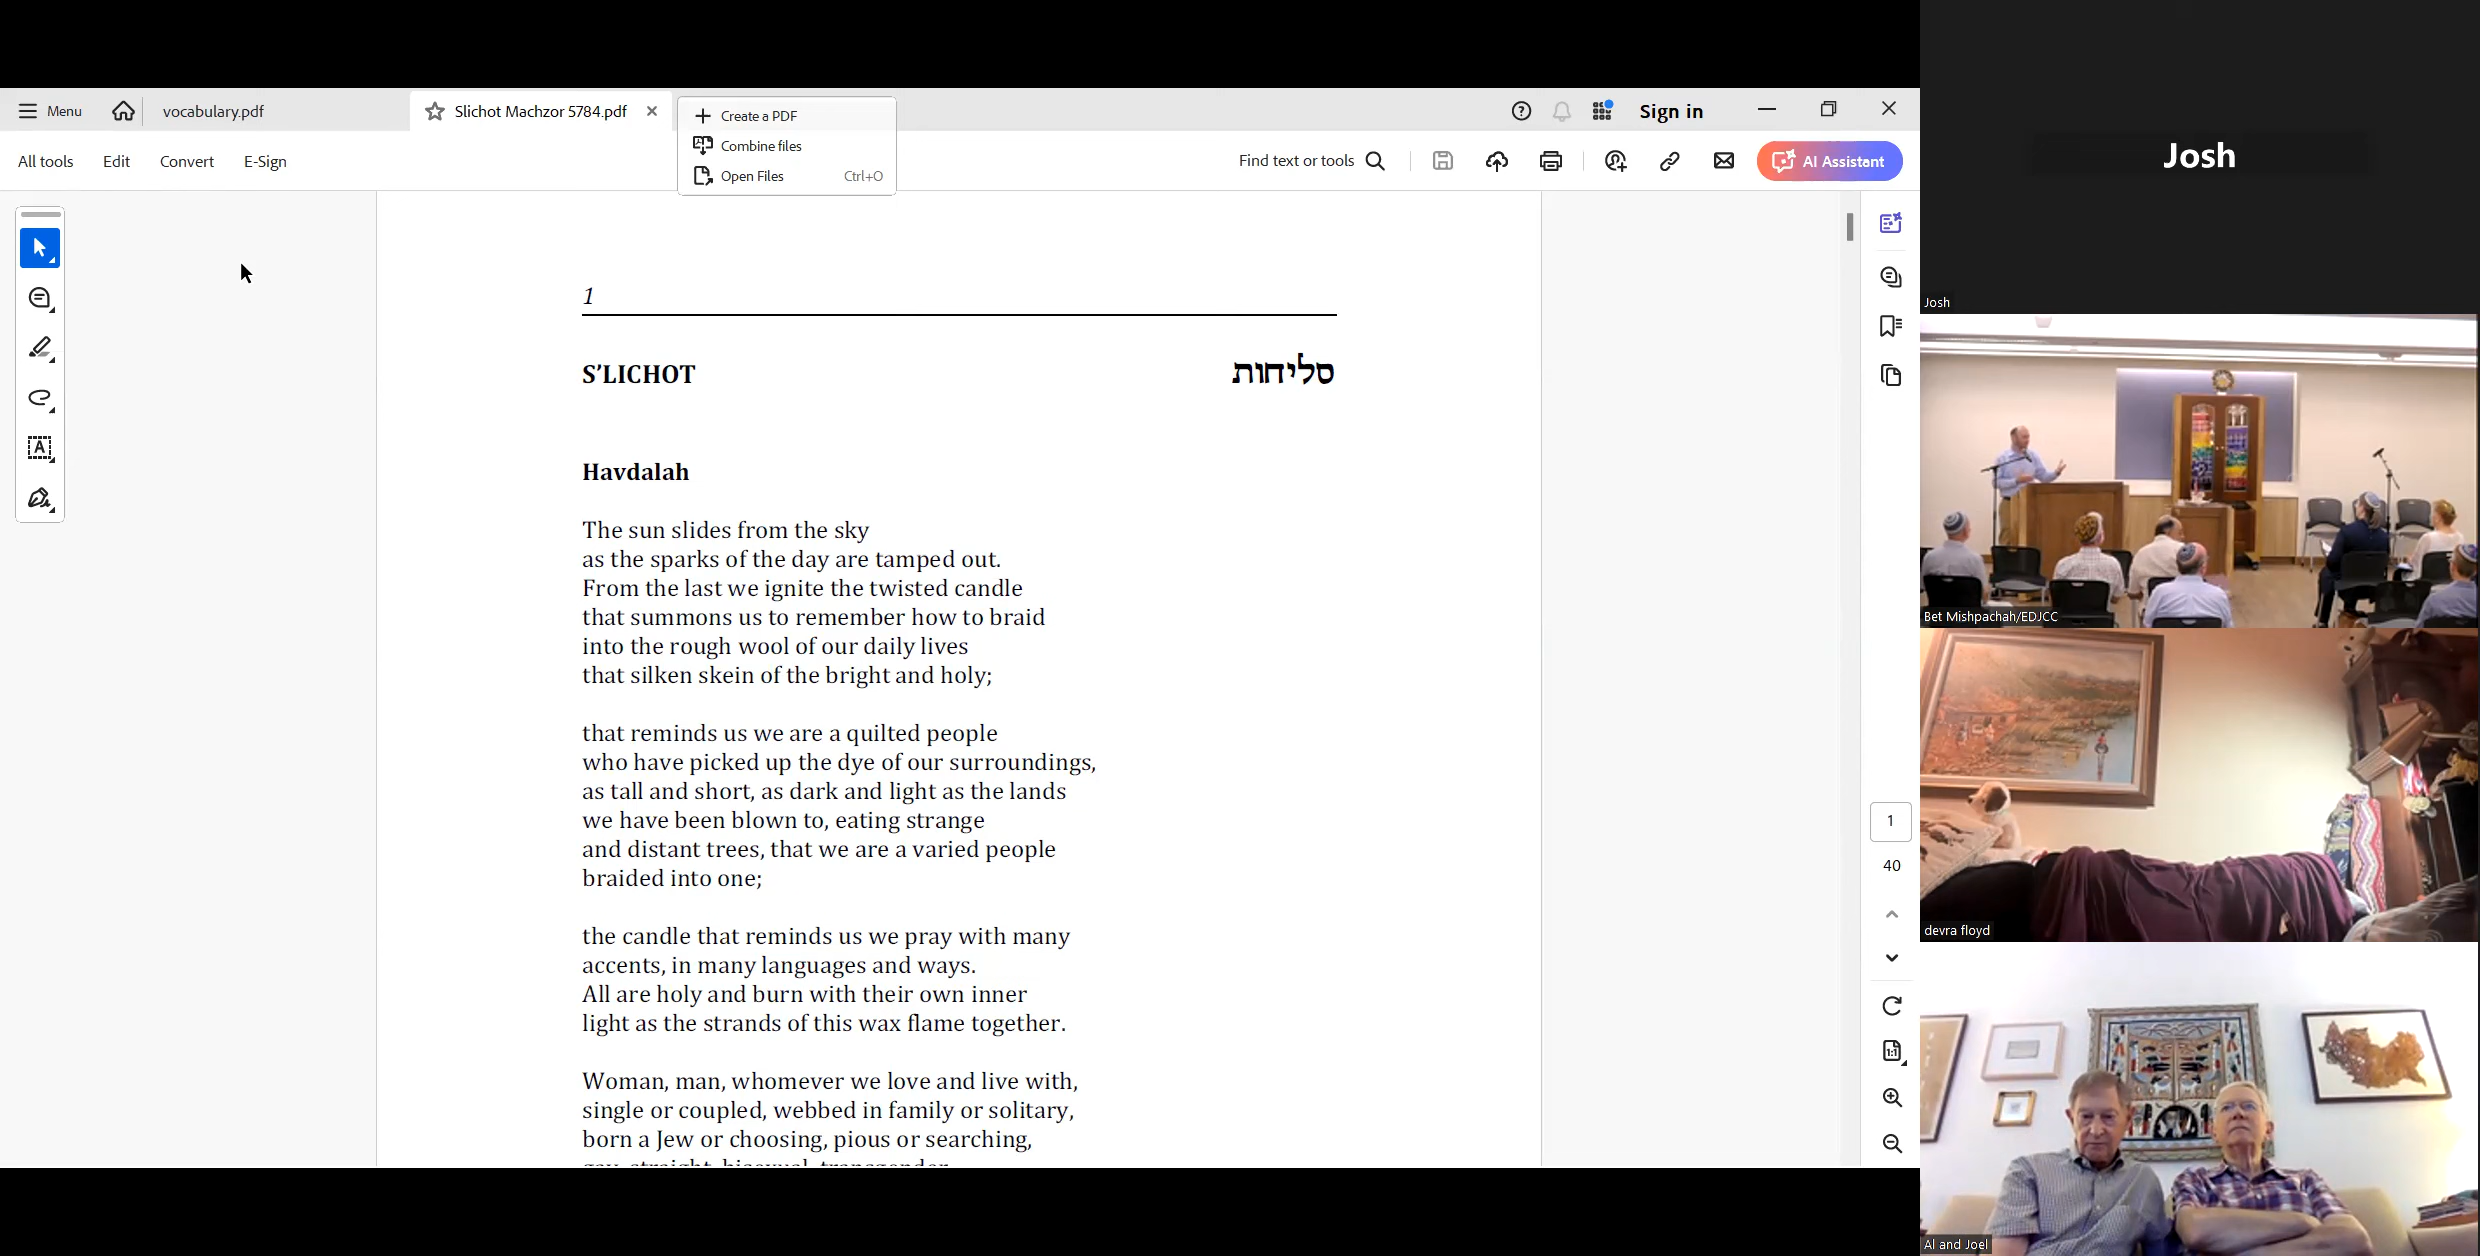 Menu
vocabulary.pdf
Slichot Machzor 5784.pdf
Create a PDF
Combine files
Open Files Ctrl+O
Sign in
All tools
Edit
Convert
E-Sign
Find text or tools
AI Assistant
1
S’LICHOT סליחות
Havdalah
The sun slides from the sky
as the sparks of the day are tamped out.
From the last we ignite the twisted candle
that summons us to remember how to braid
into the rough wool of our daily lives
that silken skein of the bright and holy;
that reminds us we are a quilted people
who have picked up the dye of our surroundings,
as tall and short, as dark and light as the lands
we have been blown to, eating strange
and distant trees, that we are a varied people
braided into one;
the candle that reminds us we pray with many
accents, in many languages and ways.
All are holy and burn with their own inner
light as the strands of this wax flame together.
Woman, man, whomever we love and live with,
single or coupled, webbed in family or solitary,
born a Jew or choosing, pious or searching,
gay, straight, bisexual, transgender
1
40
Josh
Josh
Bet Mishpachah/EDJCC
devra floyd
Al and Joel